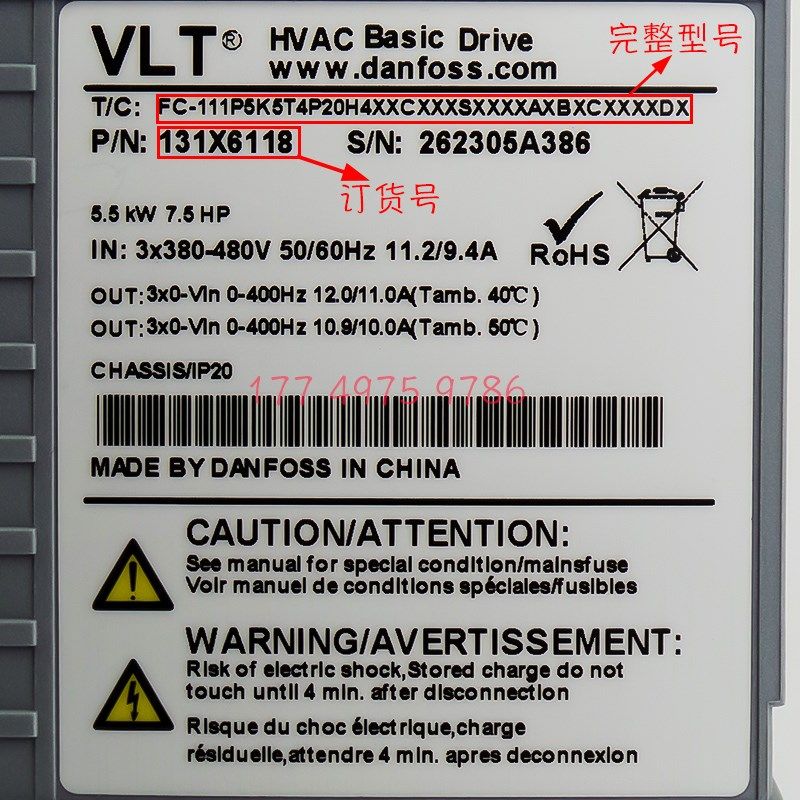 VLT® HVAC Basic Drive
www.danfoss.com
完整型号
T/C: FC-111P5K5T4P20H4XXCXXXSXXXXAXBXCXXXXDX
P/N: 131X6118 S/N: 262305A386
订货号
5.5 kW 7.5 HP
IN: 3x380-480V 50/60Hz 11.2/9.4A
RoHS
OUT: 3x0-Vin 0-400Hz 12.0/11.0A(Tamb. 40℃)
OUT: 3x0-Vin 0-400Hz 10.9/10.0A(Tamb. 50℃)
CHASSIS/IP20
177 4975 9786
MADE BY DANFOSS IN CHINA
CAUTION/ATTENTION:
See manual for special condition/mainsfuse
Voir manuel de conditions spéciales/fusibles
WARNING/AVERTISSEMENT:
Risk of electric shock,Stored charge do not
touch until 4 min. after disconnection
Risque du choc électrique,charge
résiduelle,attendre 4 min. apres deconnexion